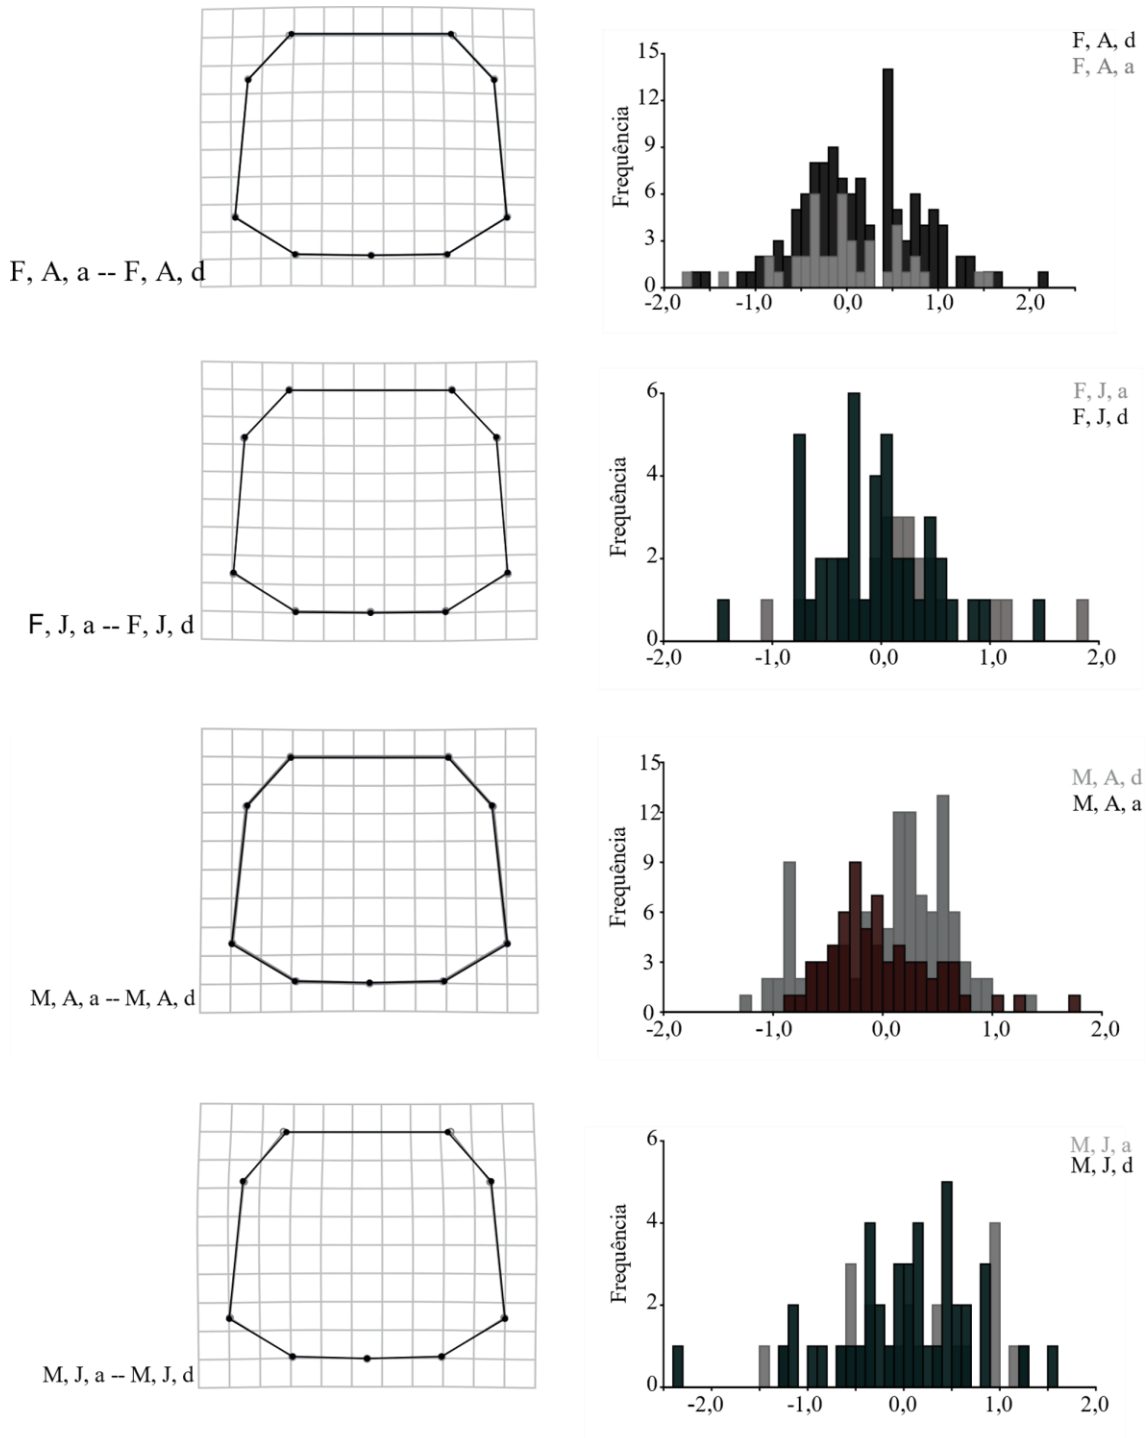 F, A, a -- F, A, d
F, A, d
F, A, a
Frequência
15
12
9
6
3
0
-2,0 -1,0 0,0 1,0 2,0
F, J, a -- F, J, d
F, J, a
F, J, d
Frequência
6
4
2
0
-2,0 -1,0 0,0 1,0 2,0
M, A, a -- M, A, d
M, A, d
M, A, a
Frequência
15
12
9
6
3
0
-2,0 -1,0 0,0 1,0 2,0
M, J, a -- M, J, d
M, J, a
M, J, d
Frequência
6
4
2
0
-2,0 -1,0 0,0 1,0 2,0